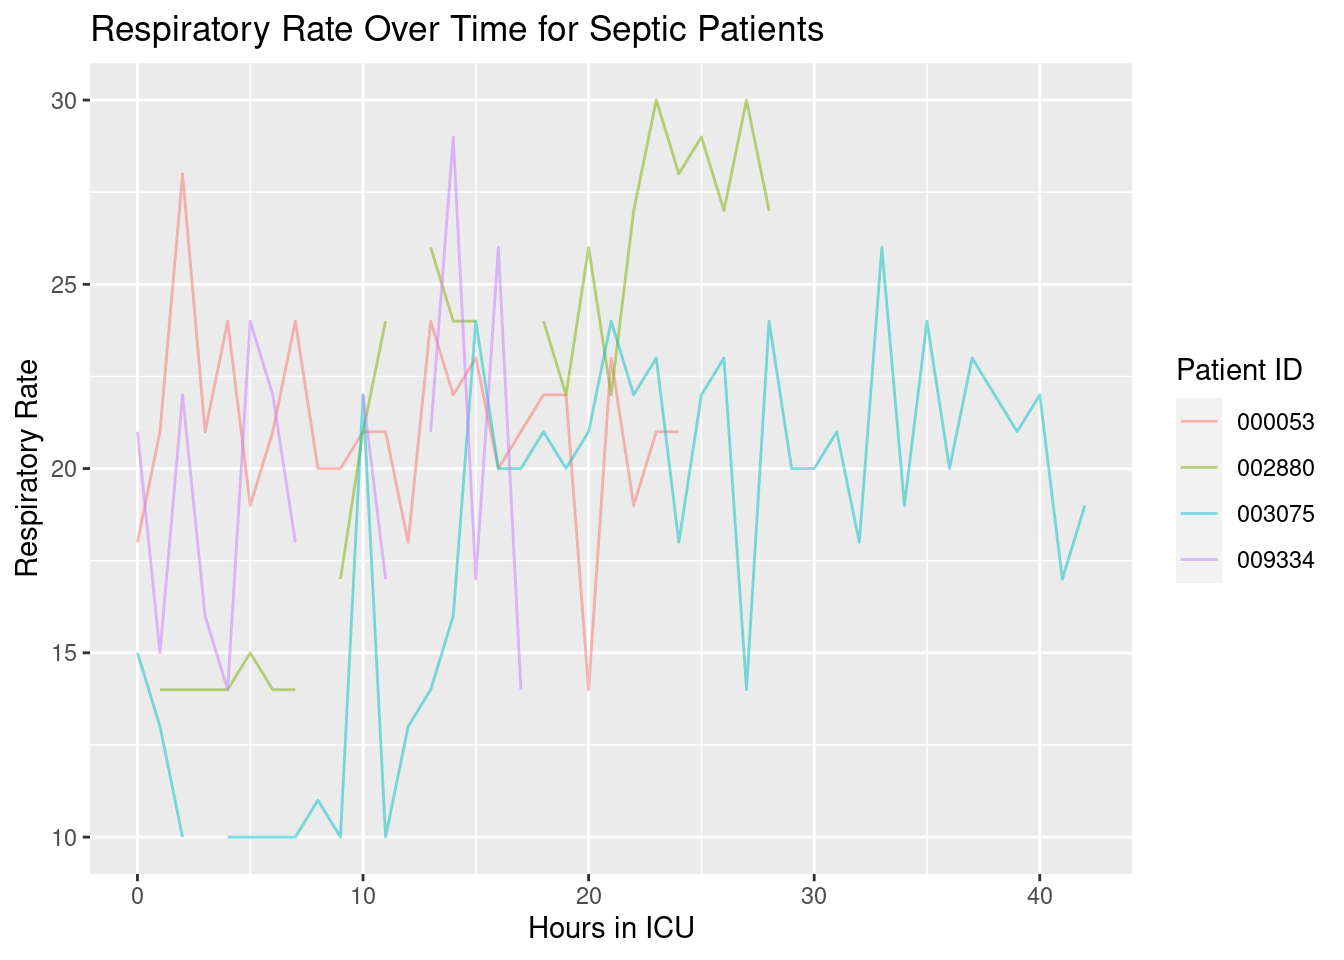 Respiratory Rate Over Time for Septic Patients
30
25
20
15
10
Respiratory Rate
0 10 20 30 40
Hours in ICU
Patient ID
000053
002880
003075
009334